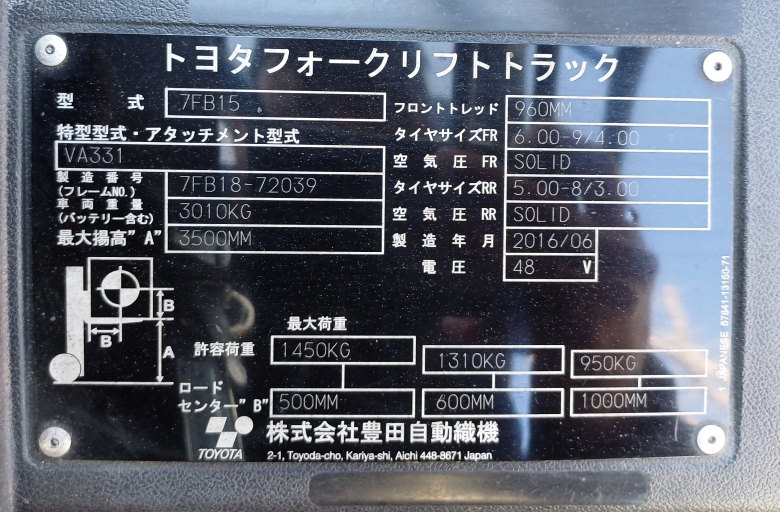 トヨタフォークリフトトラック
型 式 7FB15
特型型式・アタッチメント型式
VA331
製造番号
(フレームNO.) 7FB18-72039
車両重量
(バッテリー含む) 3010KG
最大揚高"A" 3500MM
フロントトレッド 960MM
タイヤサイズFR 6.00-9/4.00
空気圧 FR SOLID
タイヤサイズRR 5.00-8/3.00
空気圧 RR SOLID
製造年月 2016/06
電圧 48 V
B
B
A
最大荷重
許容荷重 1450KG 1310KG 950KG
ロード
センター"B" 500MM 600MM 1000MM
TOYOTA
株式会社豊田自動織機
2-1, Toyoda-cho, Kariya-shi, Aichi 448-8671 Japan
JAPANESE 57641-13160-71